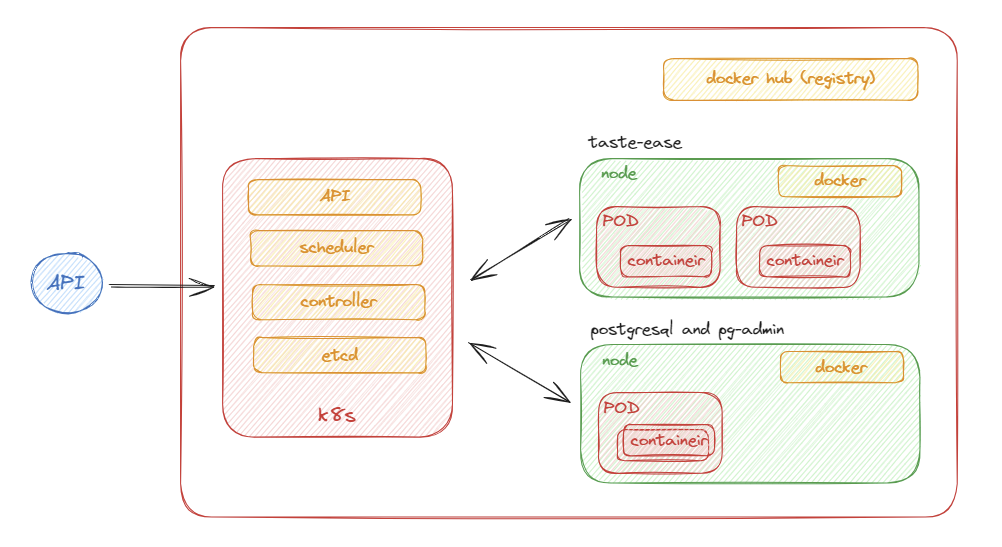 docker hub (registry)
API
API
scheduler
controller
etcd
k8s
taste-ease
node
docker
POD
containeir
POD
containeir
postgresql and pg-admin
node
docker
POD
containeir